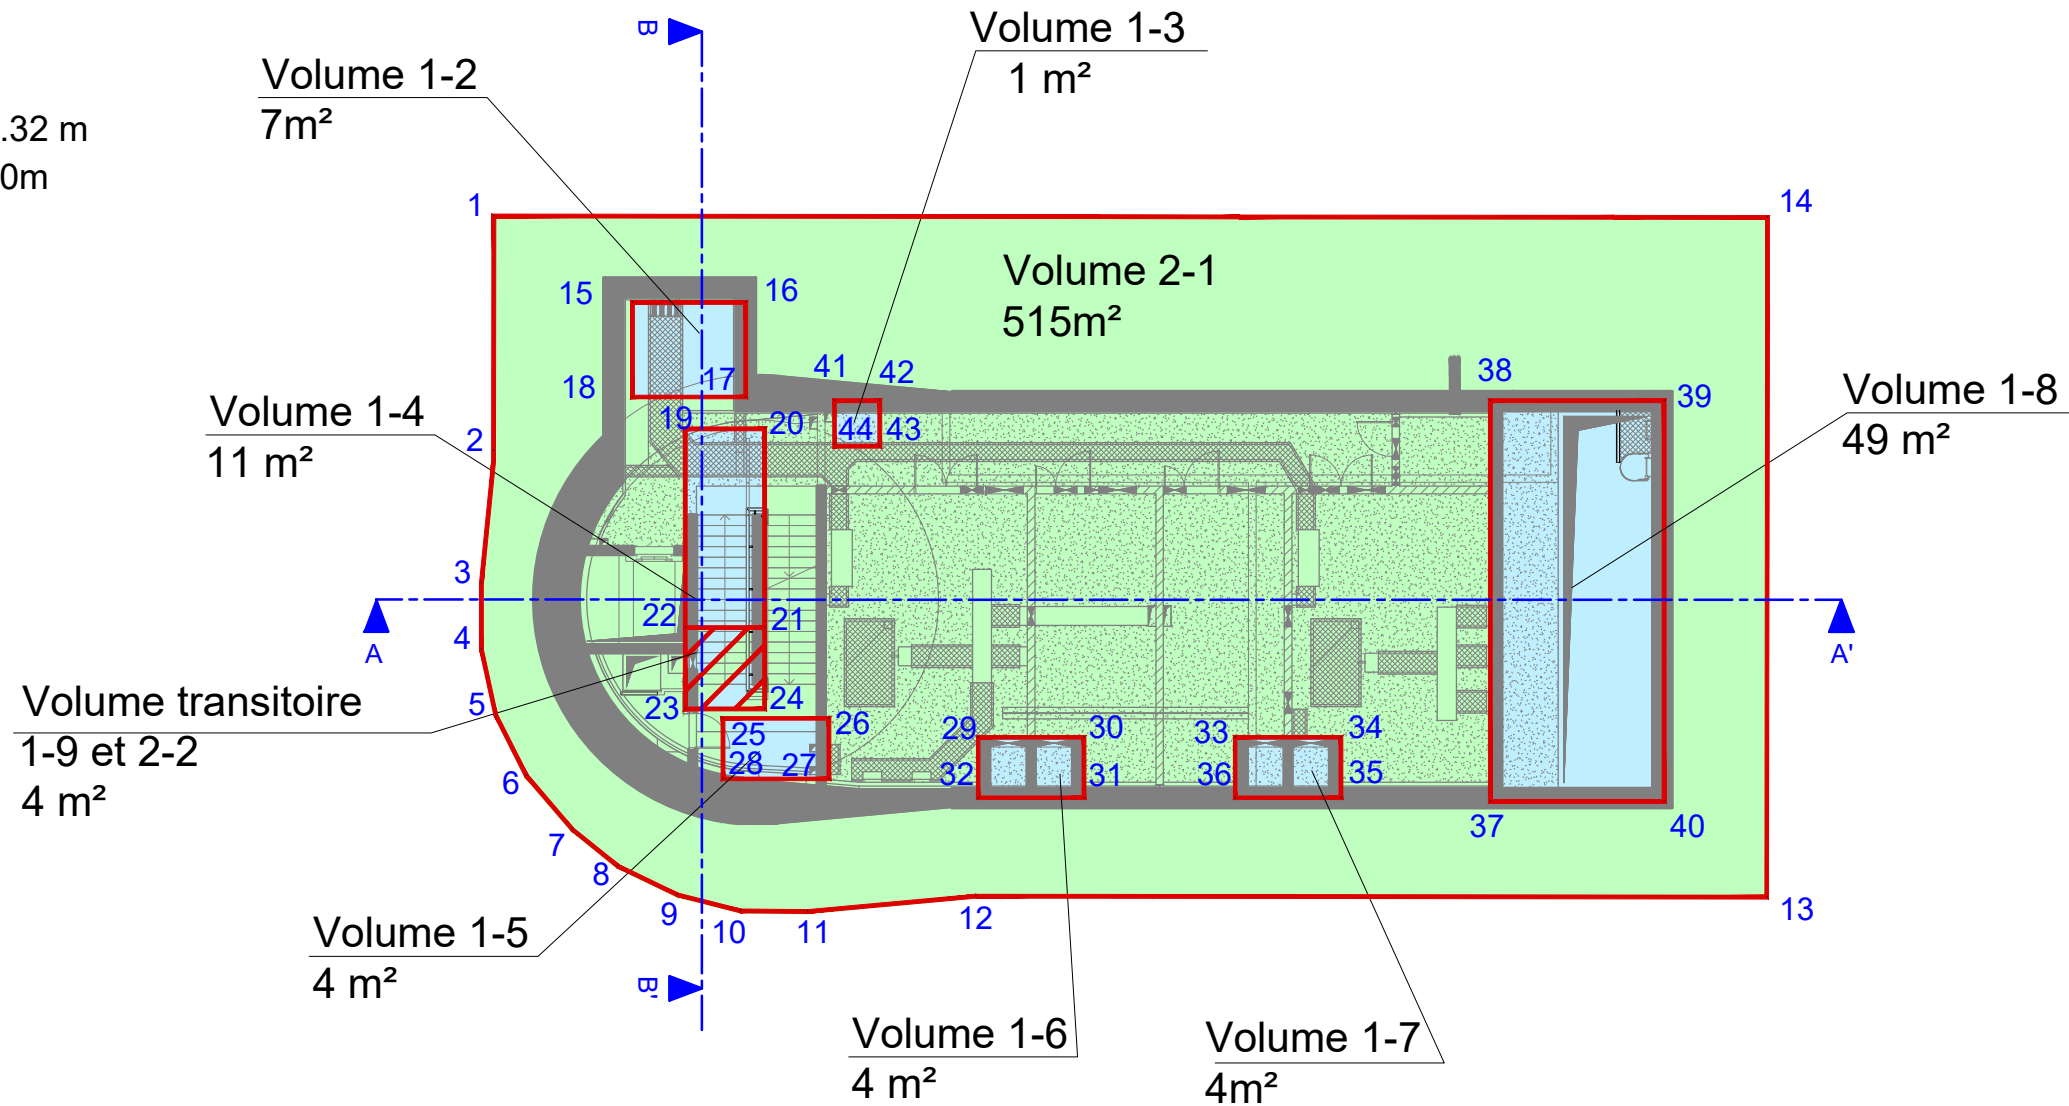 B
Volume 1-3
1 m²
Volume 1-2
7m²
.32 m
0m
1
14
Volume 2-1
515m²
15
16
41
42
38
39
18
17
Volume 1-8
49 m²
Volume 1-4
11 m²
19
20
44
43
2
3
22
21
4
A
A'
Volume transitoire
1-9 et 2-2
4 m²
23
24
5
25
26
29
30
33
34
28
27
32
31
36
35
6
37
40
7
8
9
10
11
12
13
Volume 1-5
4 m²
B'
Volume 1-6
4 m²
Volume 1-7
4m²